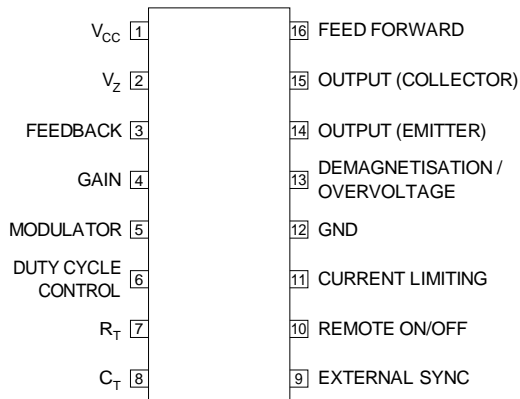 V_CC 1 16 FEED FORWARD
V_Z 2 15 OUTPUT (COLLECTOR)
FEEDBACK 3 14 OUTPUT (EMITTER)
GAIN 4 13 DEMAGNETISATION /
OVERVOLTAGE
MODULATOR 5 12 GND
DUTY CYCLE
CONTROL 6 11 CURRENT LIMITING
R_T 7 10 REMOTE ON/OFF
C_T 8 9 EXTERNAL SYNC